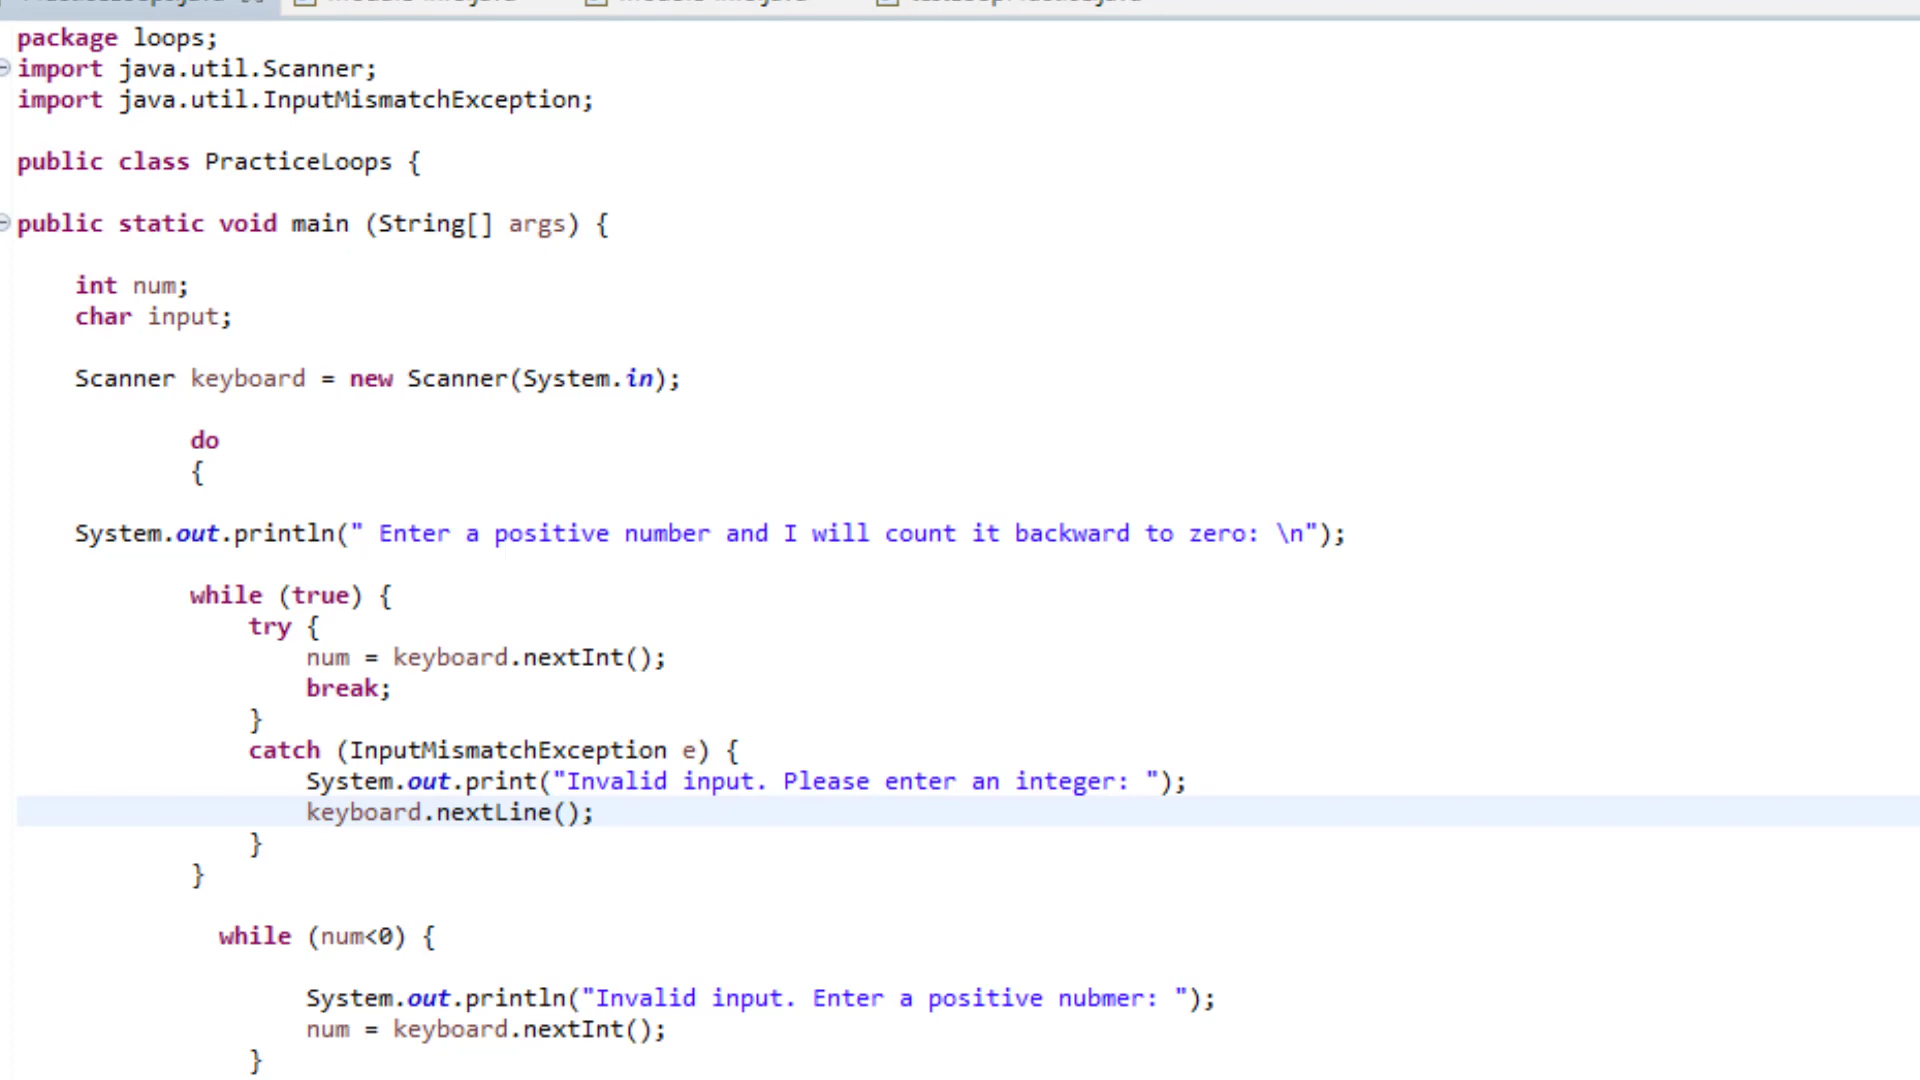 package loops;
import java.util.Scanner;
import java.util.InputMismatchException;
public class PracticeLoops {
public static void main (String[] args) {
int num;
char input;
Scanner keyboard = new Scanner(System.in);
do
{
System.out.println(" Enter a positive number and I will count it backward to zero: \n");
while (true) {
try {
num = keyboard.nextInt();
break;
}
catch (InputMismatchException e) {
System.out.print("Invalid input. Please enter an integer: ");
keyboard.nextLine();
}
}
while (num<0) {
System.out.println("Invalid input. Enter a positive nubmer: ");
num = keyboard.nextInt();
}